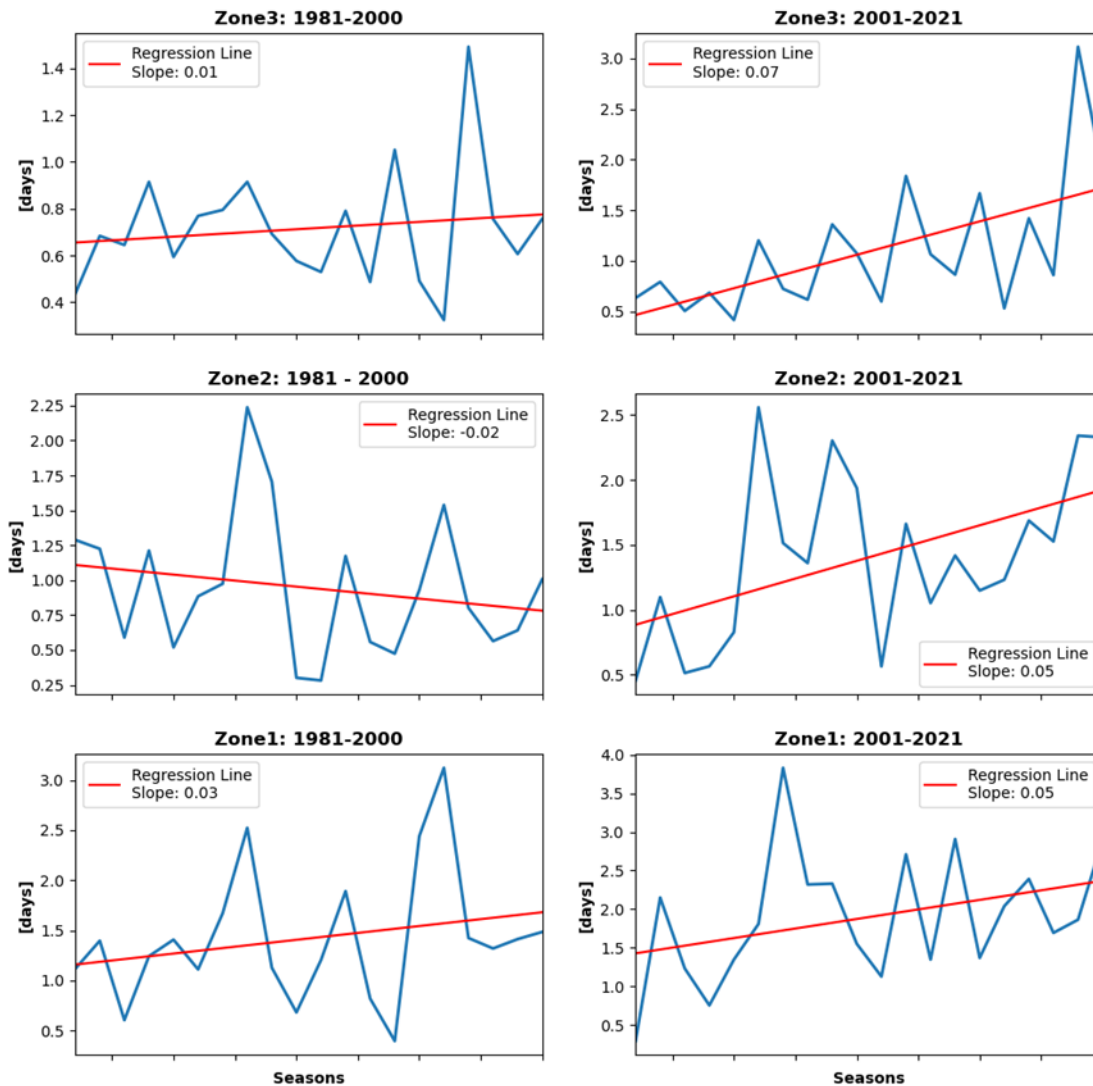 Zone3: 1981-2000
Regression Line
Slope: 0.01
1.4
1.2
1.0
0.8
0.6
0.4
[days]
Zone3: 2001-2021
Regression Line
Slope: 0.07
3.0
2.5
2.0
1.5
1.0
0.5
[days]
Zone2: 1981 - 2000
Regression Line
Slope: -0.02
2.25
2.00
1.75
1.50
1.25
1.00
0.75
0.50
0.25
[days]
Zone2: 2001-2021
2.5
2.0
1.5
1.0
0.5
[days]
Regression Line
Slope: 0.05
Zone1: 1981-2000
Regression Line
Slope: 0.03
3.0
2.5
2.0
1.5
1.0
0.5
[days]
Seasons
Zone1: 2001-2021
Regression Line
Slope: 0.05
4.0
3.5
3.0
2.5
2.0
1.5
1.0
0.5
[days]
Seasons